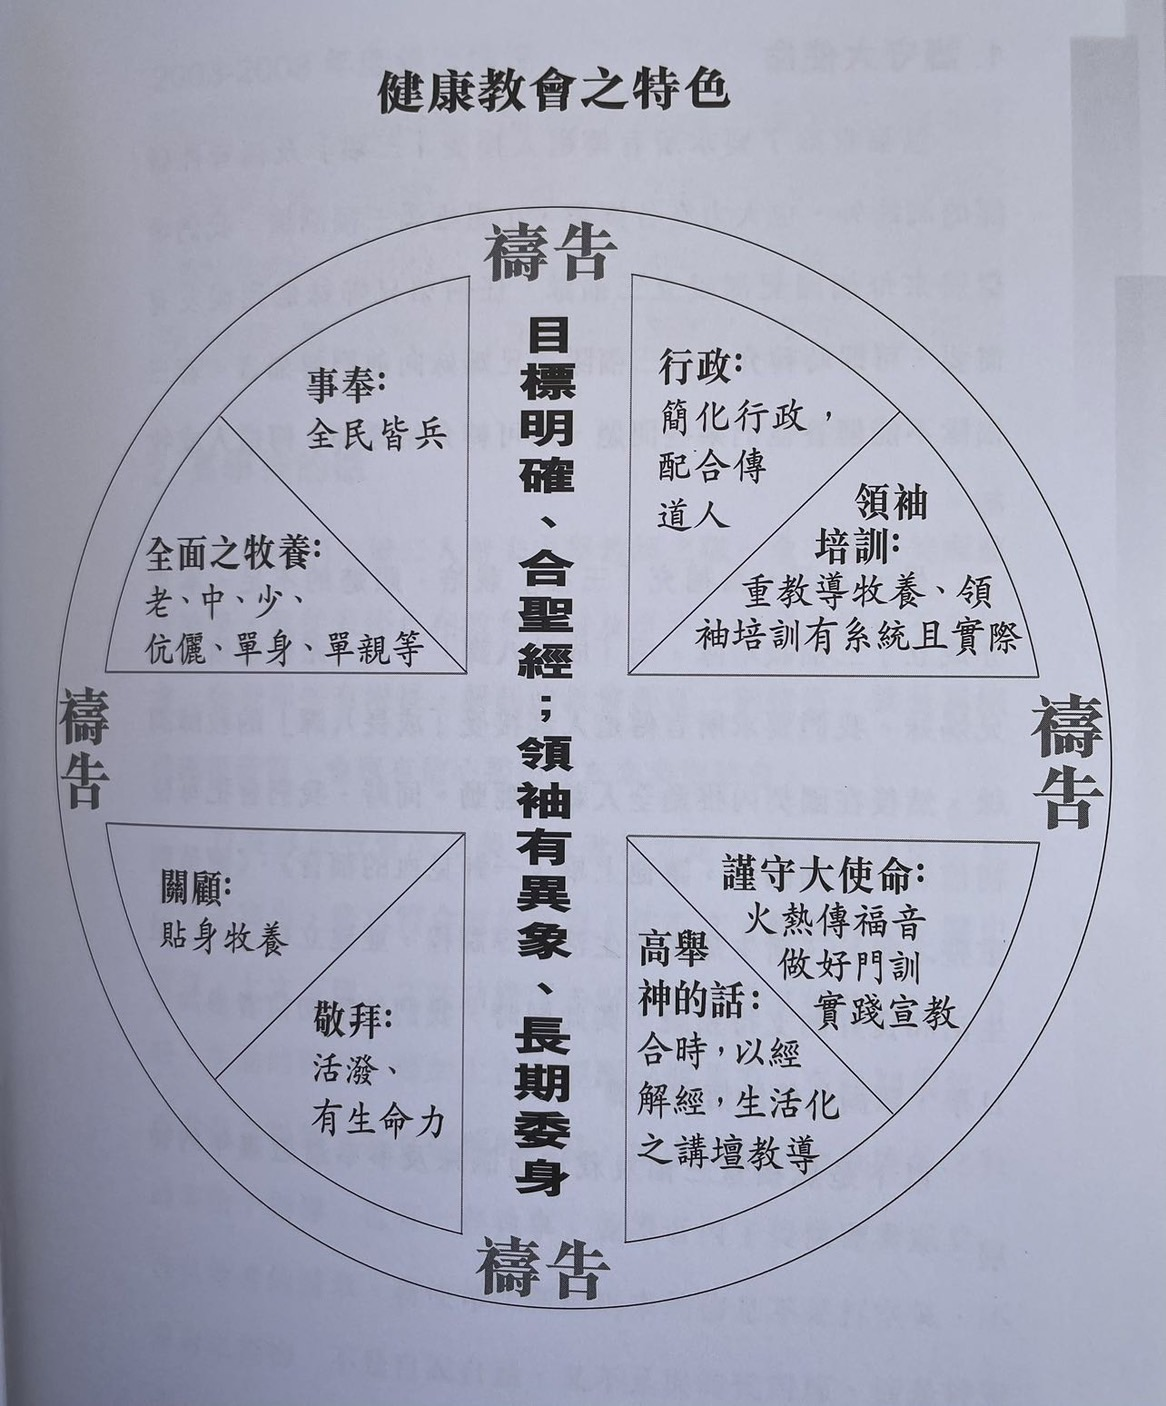 健康教會之特色
禱告
目標明確、合聖經；領袖有異象、長期委身
行政：
簡化行政，
配合傳
道人
領袖
培訓：
重教導牧養、領
袖培訓有系統且實際
禱告
謹守大使命：
火熱傳福音
做好門訓
實踐宣教
高舉
神的話：
合時，以經
解經，生活化
之講壇教導
禱告
敬拜：
活潑、
有生命力
關顧：
貼身牧養
禱告
全面之牧養：
老、中、少、
伉儷、單身、單親等
事奉：
全民皆兵